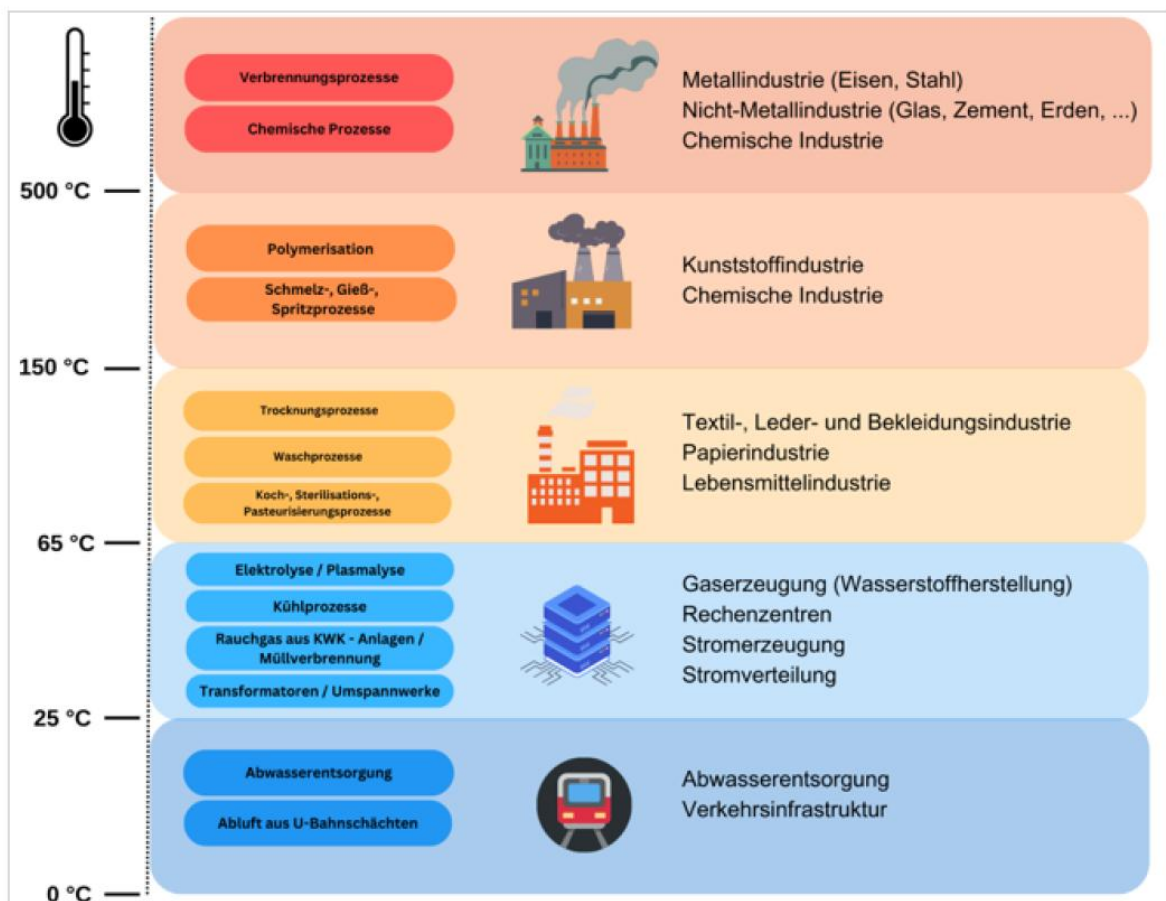 Verbrennungsprozesse
Chemische Prozesse
Metallindustrie (Eisen, Stahl)
Nicht-Metallindustrie (Glas, Zement, Erden, ...)
Chemische Industrie
500 °C
Polymerisation
Schmelz-, Gieß-,
Spritzprozesse
Kunststoffindustrie
Chemische Industrie
150 °C
Trocknungsprozesse
Waschprozesse
Koch-, Sterilisations-,
Pasteurisierungsprozesse
Textil-, Leder- und Bekleidungsindustrie
Papierindustrie
Lebensmittelindustrie
65 °C
Elektrolyse / Plasmalyse
Kühlprozesse
Rauchgas aus KWK - Anlagen /
Müllverbrennung
Transformatoren / Umspannwerke
Gaserzeugung (Wasserstoffherstellung)
Rechenzentren
Stromerzeugung
Stromverteilung
25 °C
Abwasserentsorgung
Abluft aus U-Bahnschächten
Abwasserentsorgung
Verkehrsinfrastruktur
0 °C